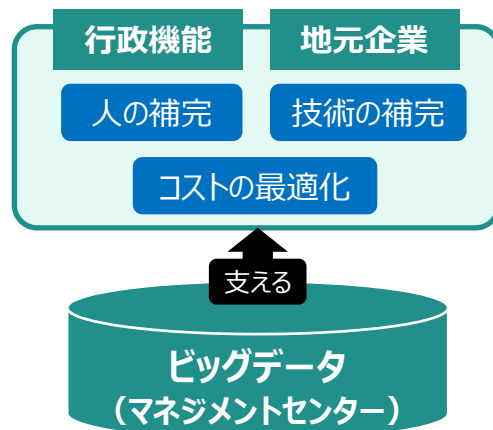 行政機能
地元企業
人の補完
技術の補完
コストの最適化
支える
ビッグデータ
（マネジメントセンター）